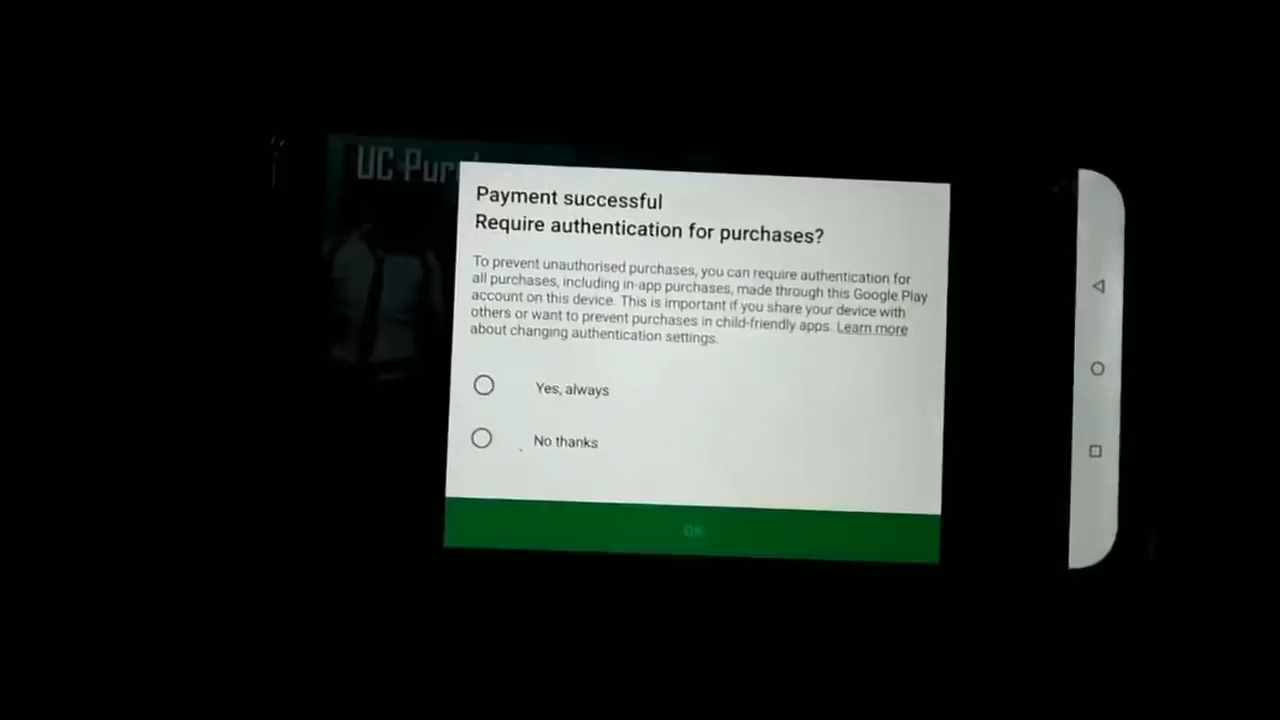 UC Pur
Payment successful
Require authentication for purchases?
To prevent unauthorised purchases, you can require authentication for
all purchases, including in-app purchases, made through this Google Play
account on this device. This is important if you share your device with
others or want to prevent purchases in child-friendly apps. Learn more
about changing authentication settings.
Yes, always
No thanks
OK